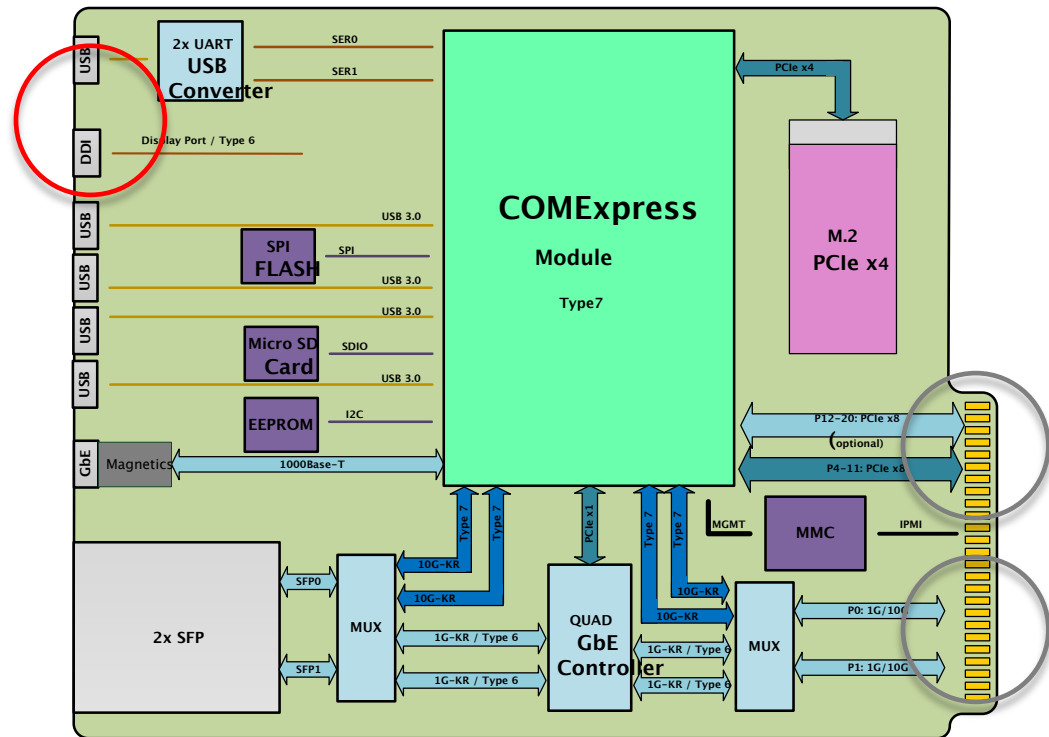 USB
2x UART
USB
Converter
SER0
SER1
PCIe x4
DDI
Display Port / Type 6
COMExpress
Module
Type7
M.2
PCIe x4
USB
USB 3.0
SPI
FLASH
SPI
USB
USB 3.0
USB
USB 3.0
Micro SD
Card
SDIO
USB
USB 3.0
EEPROM
I2C
P12-20: PCIe x8
(optional)
P4-11: PCIe x8
GbE
Magnetics
1000Base-T
Type 7
Type 7
PCIe x1
Type 7
Type 7
MGMT
MMC
IPMI
2x SFP
SFP0
SFP1
MUX
10G-KR
10G-KR
1G-KR / Type 6
1G-KR / Type 6
QUAD
GbE
Controller
10G-KR
10G-KR
1G-KR / Type 6
1G-KR / Type 6
MUX
P0: 1G/10G
P1: 1G/10G